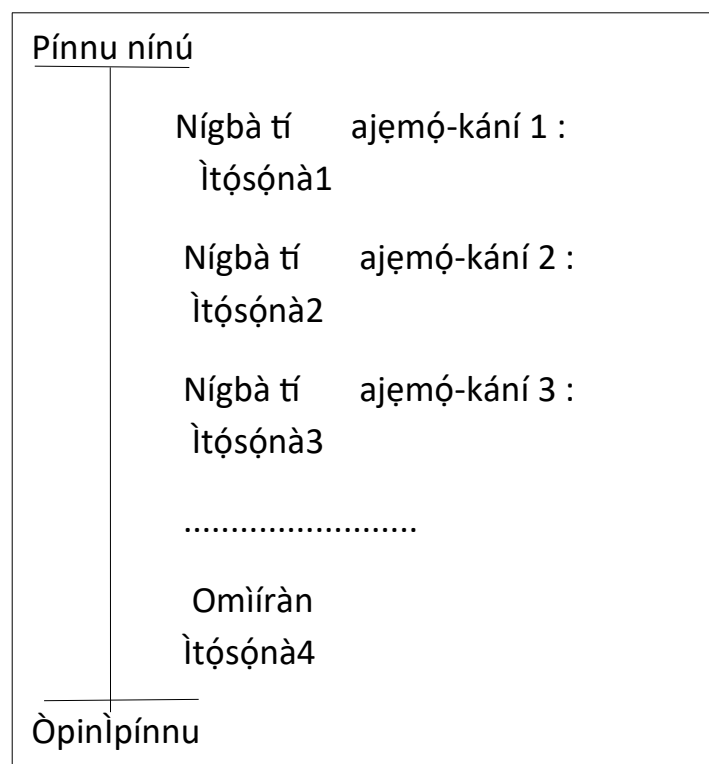 Pínnu nínú
Nígbà tí ajẹmọ́-kání 1 :
Ìtọ́sọ́nà1
Nígbà tí ajẹmọ́-kání 2 :
Ìtọ́sọ́nà2
Nígbà tí ajẹmọ́-kání 3 :
Ìtọ́sọ́nà3
.........................
Omìíràn
Ìtọ́sọ́nà4
ÒpinÌpínnu